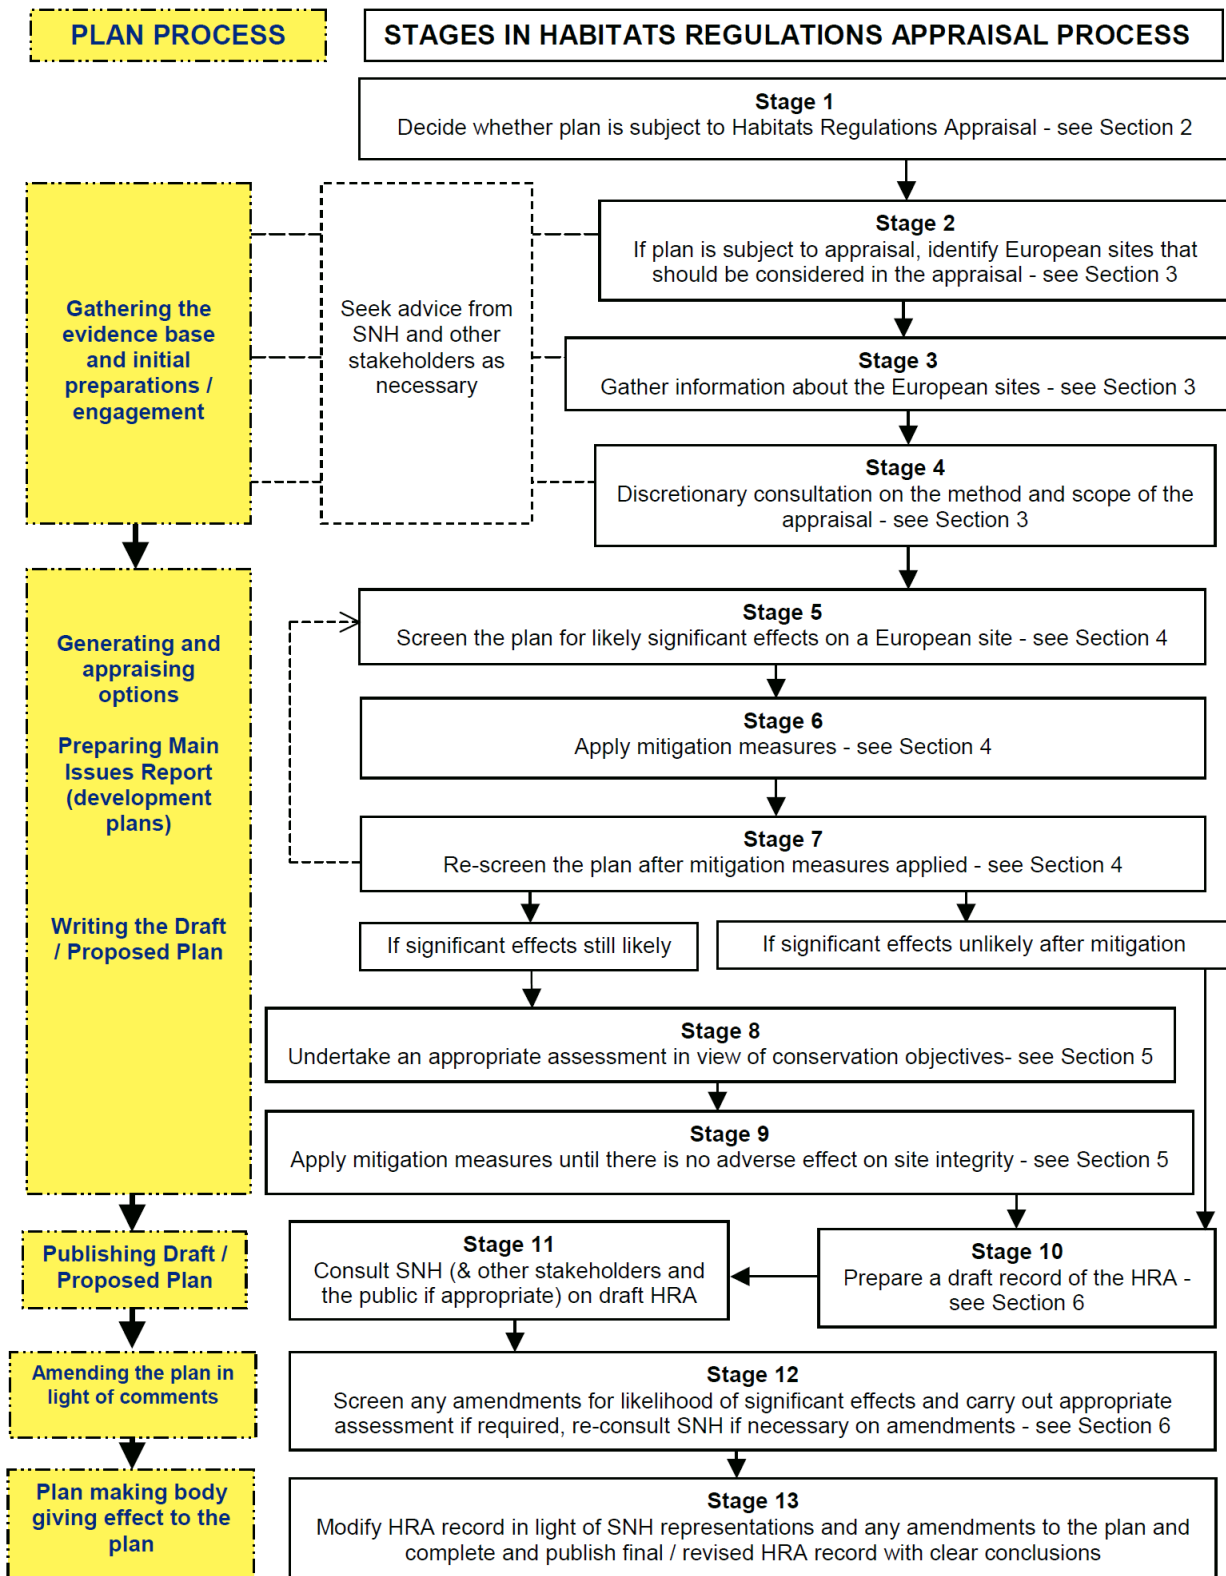 PLAN PROCESS
STAGES IN HABITATS REGULATIONS APPRAISAL PROCESS
Stage 1
Decide whether plan is subject to Habitats Regulations Appraisal - see Section 2
Gathering the
evidence base
and initial
preparations /
engagement
Seek advice from
SNH and other
stakeholders as
necessary
Stage 2
If plan is subject to appraisal, identify European sites that
should be considered in the appraisal - see Section 3
Stage 3
Gather information about the European sites - see Section 3
Stage 4
Discretionary consultation on the method and scope of the
appraisal - see Section 3
Generating and
appraising
options
Preparing Main
Issues Report
(development
plans)
Writing the Draft
/ Proposed Plan
Stage 5
Screen the plan for likely significant effects on a European site - see Section 4
Stage 6
Apply mitigation measures - see Section 4
Stage 7
Re-screen the plan after mitigation measures applied - see Section 4
If significant effects still likely
If significant effects unlikely after mitigation
Stage 8
Undertake an appropriate assessment in view of conservation objectives- see Section 5
Stage 9
Apply mitigation measures until there is no adverse effect on site integrity - see Section 5
Publishing Draft /
Proposed Plan
Stage 11
Consult SNH (& other stakeholders and
the public if appropriate) on draft HRA
Stage 10
Prepare a draft record of the HRA -
see Section 6
Amending the plan in
light of comments
Stage 12
Screen any amendments for likelihood of significant effects and carry out appropriate
assessment if required, re-consult SNH if necessary on amendments - see Section 6
Plan making body
giving effect to the
plan
Stage 13
Modify HRA record in light of SNH representations and any amendments to the plan and
complete and publish final / revised HRA record with clear conclusions